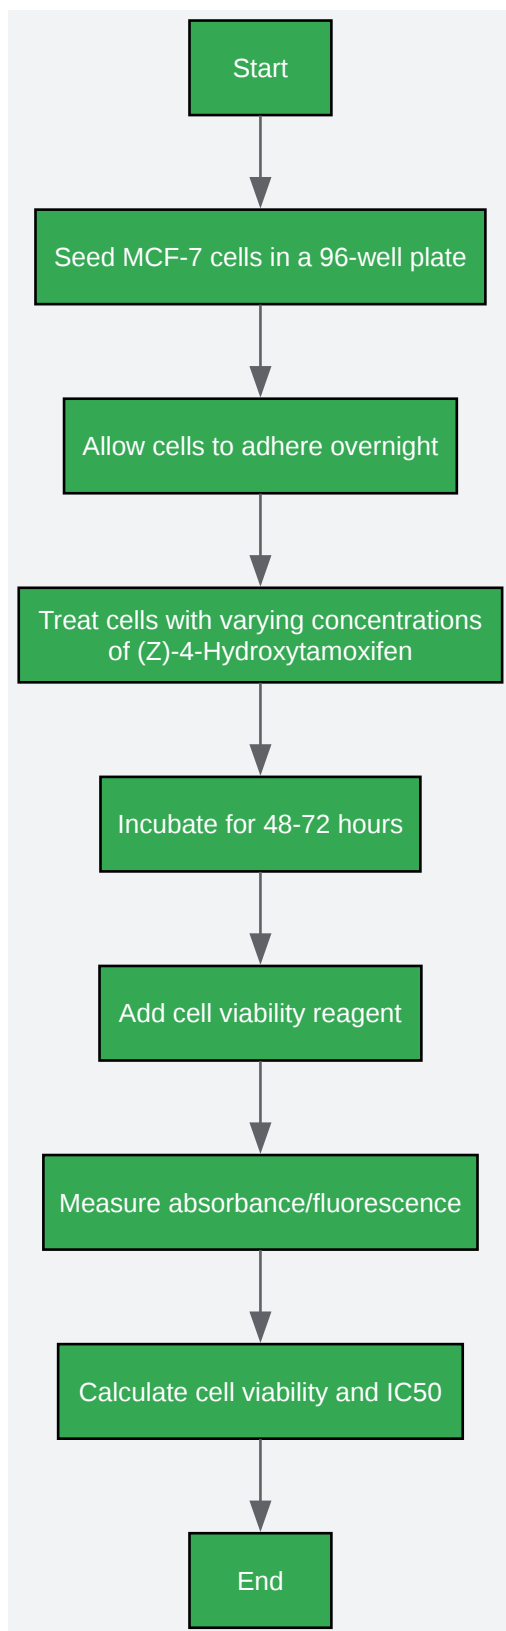 Start
Seed MCF-7 cells in a 96-well plate
Allow cells to adhere overnight
Treat cells with varying concentrations
of (Z)-4-Hydroxytamoxifen
Incubate for 48-72 hours
Add cell viability reagent
Measure absorbance/fluorescence
Calculate cell viability and IC50
End